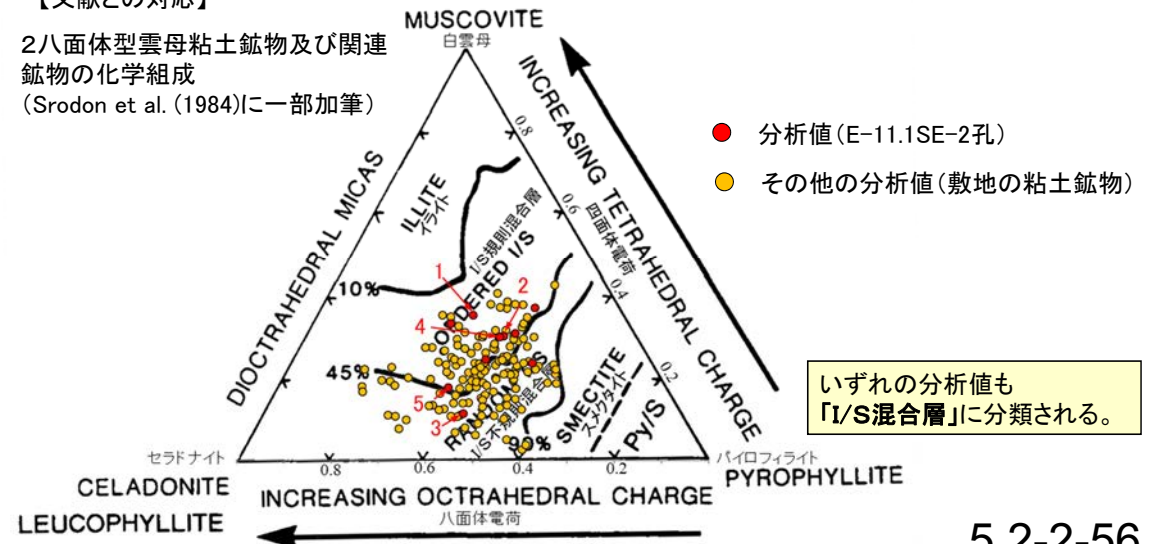 【文献との対応】
2八面体型雲母粘土鉱物及び関連
鉱物の化学組成
(Srodon et al. (1984)に一部加筆)
MUSCOVITE
白雲母
INCREASING TETRAHEDRAL CHARGE
四面体電荷
0.8
0.6
0.4
0.2
DIOCTRAHEDRAL MICAS
ILLITE
イライト
I/S規則混合層
ORDERED I/S
10%
45%
90%
1
2
4
5
3
I/S不規則混合層
SMECTITE
スメクタイト
Py/S
分析値(E-11.1SE-2孔)
その他の分析値(敷地の粘土鉱物)
いずれの分析値も
「I/S混合層」に分類される。
セラドナイト
CELADONITE
LEUCOPHYLLITE
0.8
0.6
0.4
0.2
パイロフィライト
PYROPHYLLITE
INCREASING OCTRAHEDRAL CHARGE
八面体電荷
5.2-2-56